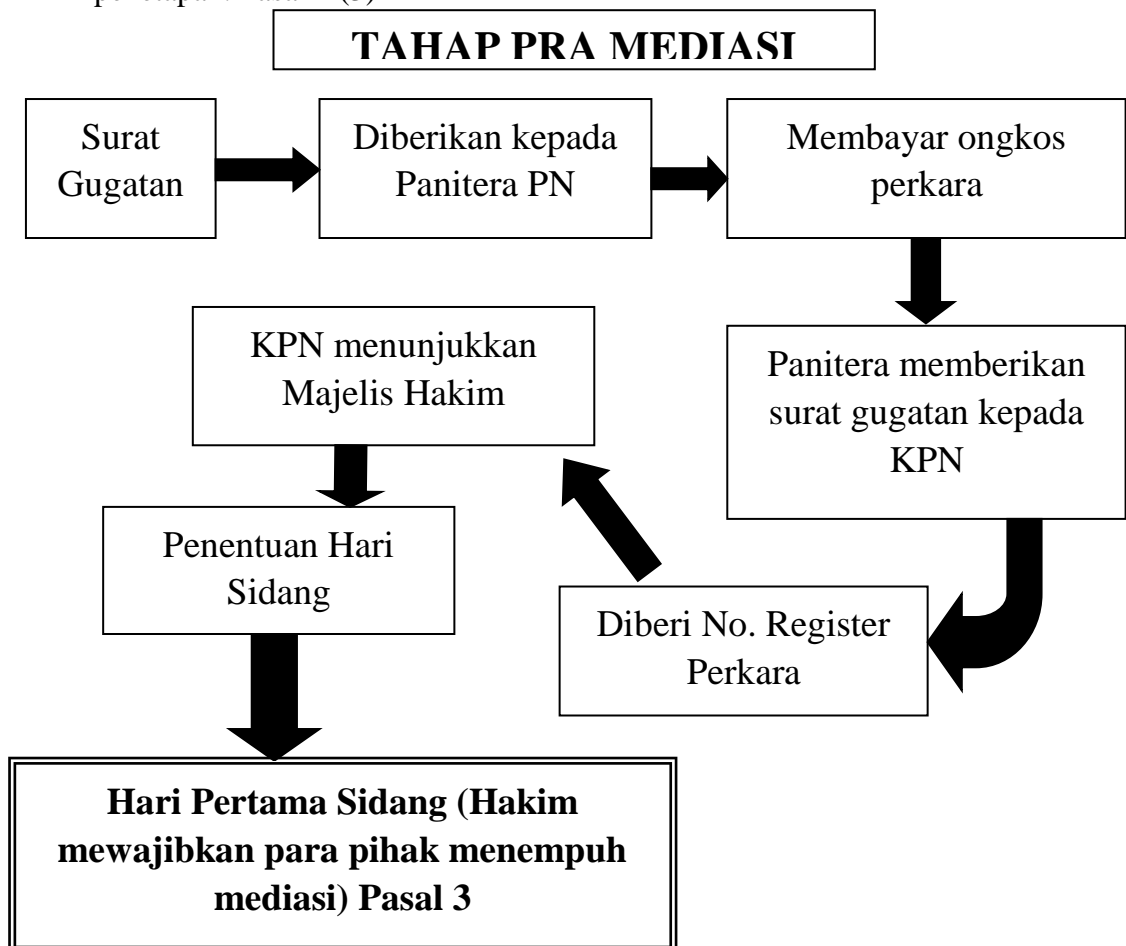 TAHAP PRA MEDIASI
Surat
Gugatan
Diberikan kepada
Panitera PN
Membayar ongkos
perkara
Panitera memberikan
surat gugatan kepada
KPN
Diberi No. Register
Perkara
KPN menunjukkan
Majelis Hakim
Penentuan Hari
Sidang
Hari Pertama Sidang (Hakim
mewajibkan para pihak menempuh
mediasi) Pasal 3